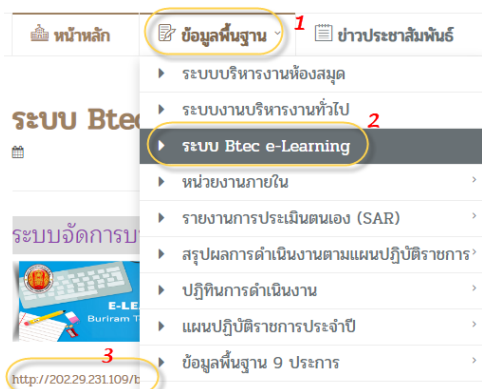 หน้าหลัก
ข้อมูลพื้นฐาน
1
ข่าวประชาสัมพันธ์
ระบบบริหารงานห้องสมุด
ระบบงานบริหารงานทั่วไป
ระบบ Btec
2
ระบบ Btec e-Learning
หน่วยงานภายใน
รายงานการประเมินตนเอง (SAR)
ระบบจัดการบ
สรุปผลการดำเนินงานตามแผนปฏิบัติราชการ
ปฏิทินการดำเนินงาน
E-LE
Buriram T
แผนปฏิบัติราชการประจำปี
3
ข้อมูลพื้นฐาน 9 ประการ
http://202.29.231.109/b